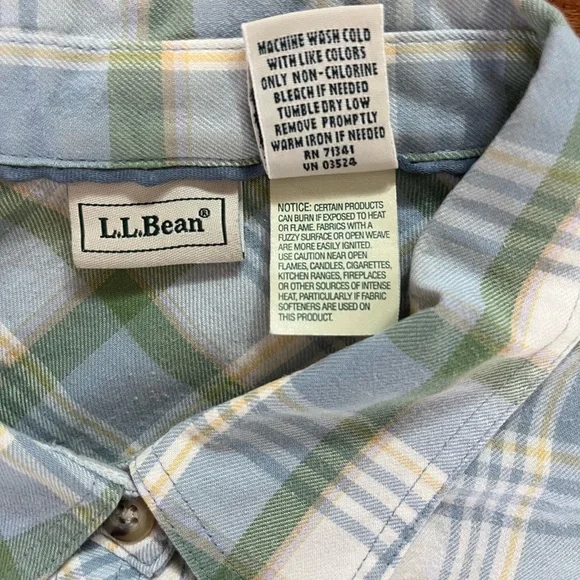 MACHINE WASH COLD
WITH LIKE COLORS
ONLY NON-CHLORINE
BLEACH IF NEEDED
TUMBLE DRY LOW
REMOVE PROMPTLY
WARM IRON IF NEEDED
RN 71341
VN 03524
L.L.Bean®
NOTICE: CERTAIN PRODUCTS
CAN BURN IF EXPOSED TO HEAT
OR FLAME. FABRICS WITH A
FUZZY SURFACE OR OPEN WEAVE
ARE MORE EASILY IGNITED.
USE CAUTION NEAR OPEN
FLAMES, CANDLES, CIGARETTES,
KITCHEN RANGES, FIREPLACES
OR OTHER SOURCES OF INTENSE
HEAT, PARTICULARLY IF FABRIC
SOFTENERS ARE USED ON
THIS PRODUCT.